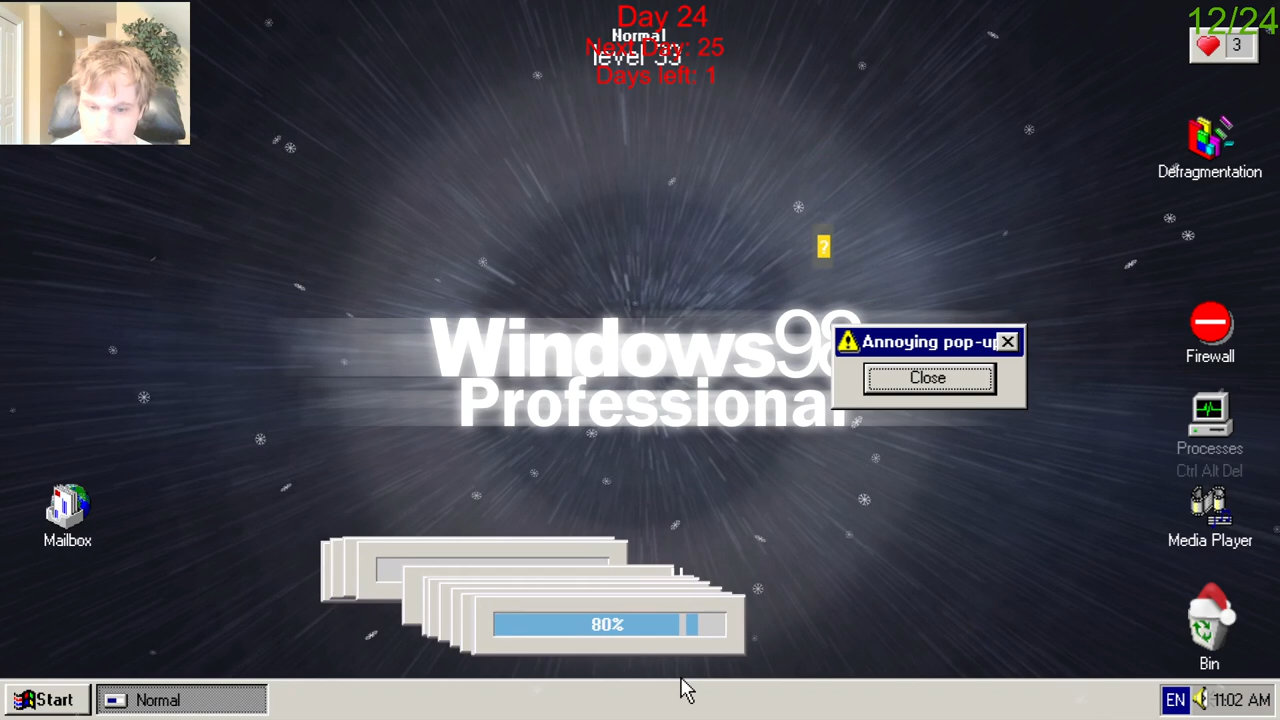 Day 24
Normal
Next Day: 25
level 33
Days left: 1
12/24
3
Defragmentation
?
Windows98
Professional
Annoying pop-up
Close
Firewall
Processes
Ctrl Alt Del
Mailbox
Media Player
80%
Bin
Start
Normal
EN
11:02 AM